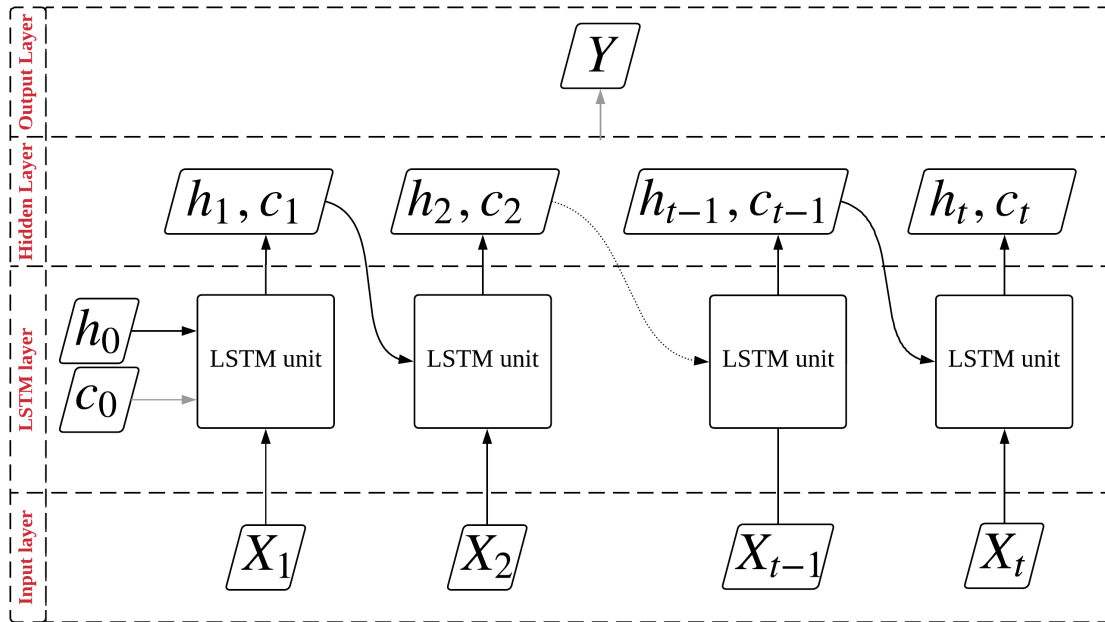 Output Layer
Y
Hidden Layer
h₁, c₁
h₂, c₂
hₜ₋₁, cₜ₋₁
hₜ, cₜ
LSTM layer
h₀
c₀
LSTM unit
LSTM unit
LSTM unit
LSTM unit
Input layer
X₁
X₂
Xₜ₋₁
Xₜ